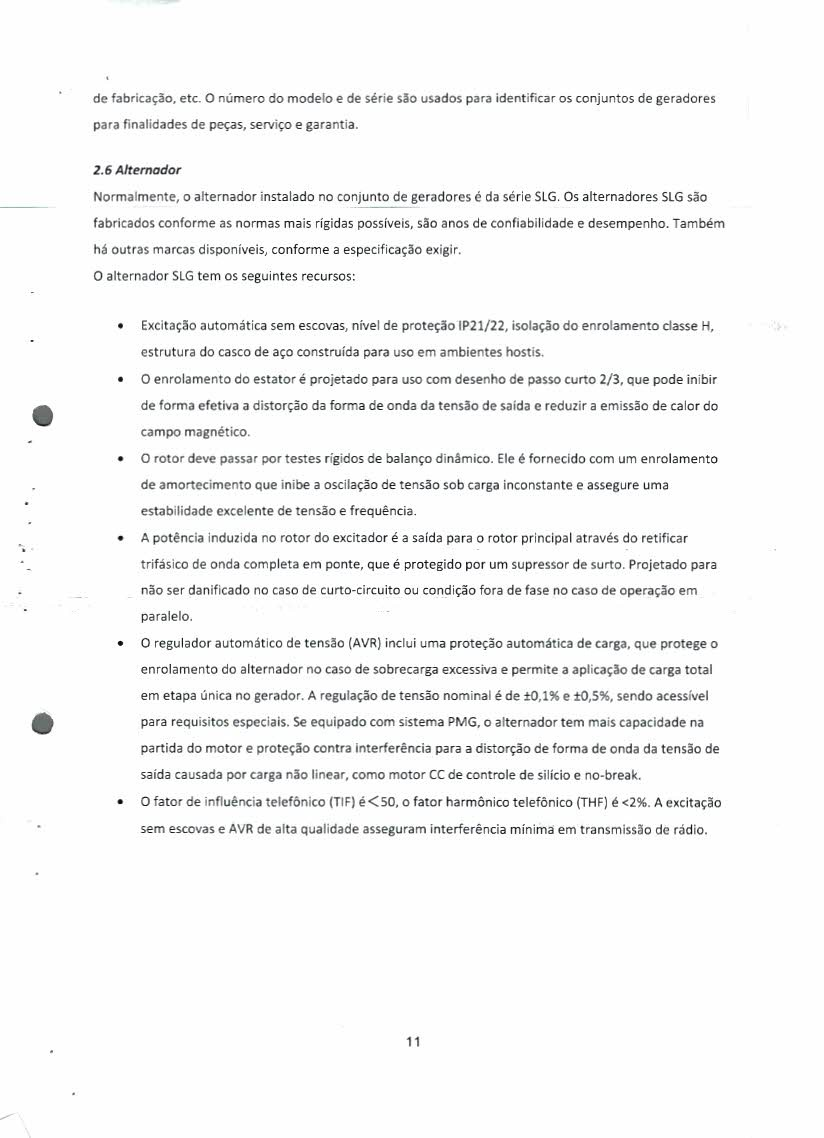 de fabricação, etc. O número do modelo e de série são usados para identificar os conjuntos de geradores
para finalidades de peças, serviço e garantia.
2.6 Alternador
Normalmente, o alternador instalado no conjunto de geradores é da série SLG. Os alternadores SLG são
fabricados conforme as normas mais rígidas possíveis, são anos de confiabilidade e desempenho. Também
há outras marcas disponíveis, conforme a especificação exigir.
O alternador SLG tem os seguintes recursos:
• Excitação automática sem escovas, nível de proteção IP21/22, isolação do enrolamento classe H,
estrutura do casco de aço construída para uso em ambientes hostis.
• O enrolamento do estator é projetado para uso com desenho de passo curto 2/3, que pode inibir
de forma efetiva a distorção da forma de onda da tensão de saída e reduzir a emissão de calor do
campo magnético.
• O rotor deve passar por testes rígidos de balanço dinâmico. Ele é fornecido com um enrolamento
de amortecimento que inibe a oscilação de tensão sob carga inconstante e assegure uma
estabilidade excelente de tensão e frequência.
• A potência induzida no rotor do excitador é a saída para o rotor principal através do retificar
trifásico de onda completa em ponte, que é protegido por um supressor de surto. Projetado para
não ser danificado no caso de curto-circuito ou condição fora de fase no caso de operação em
paralelo.
• O regulador automático de tensão (AVR) inclui uma proteção automática de carga, que protege o
enrolamento do alternador no caso de sobrecarga excessiva e permite a aplicação de carga total
em etapa única no gerador. A regulação de tensão nominal é de ±0,1% e ±0,5%, sendo acessível
para requisitos especiais. Se equipado com sistema PMG, o alternador tem mais capacidade na
partida do motor e proteção contra interferência para a distorção de forma de onda da tensão de
saída causada por carga não linear, como motor CC de controle de silício e no-break.
• O fator de influência telefônico (TIF) é<50, o fator harmônico telefônico (THF) é <2%. A excitação
sem escovas e AVR de alta qualidade asseguram interferência mínima em transmissão de rádio.
11